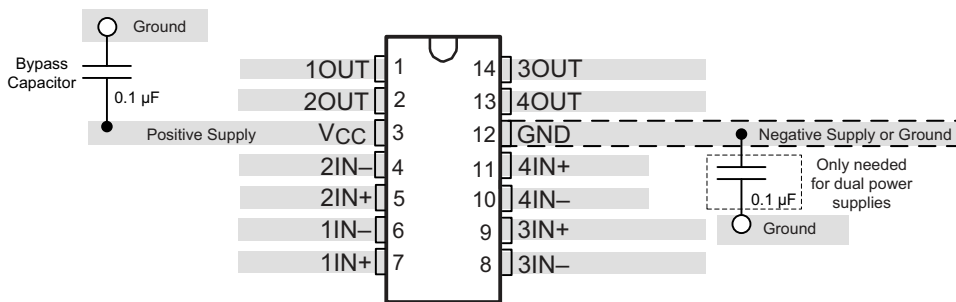 Ground
Bypass
Capacitor
0.1 µF
Positive Supply
1OUT 1 14 3OUT
2OUT 2 13 4OUT
VCC 3 12 GND
2IN– 4 11 4IN+
2IN+ 5 10 4IN–
1IN– 6 9 3IN+
1IN+ 7 8 3IN–
Negative Supply or Ground
Only needed
for dual power
supplies
0.1 µF
Ground